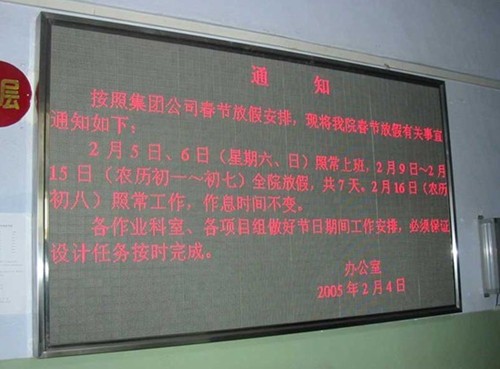 层
通 知
按照集团公司春节放假安排，现将我院春节放假有关事宜
通知如下：
2月5日、6日（星期六、日）照常上班，2月9日～2月
15日（农历初一～初七）全院放假，共7天，2月16日（农历
初八）照常工作，作息时间不变。
各作业科室、各项目组做好节日期间工作安排，必须保证
设计任务按时完成。
办公室
2005年2月4日